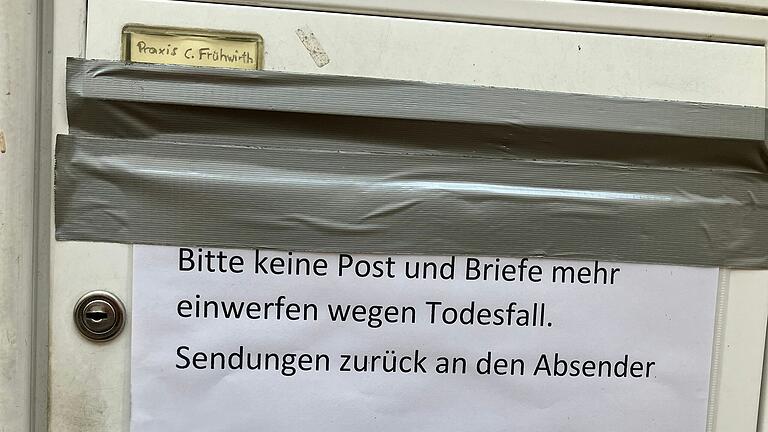 Praxis C. Frühwirth
Bitte keine Post und Briefe mehr
einwerfen wegen Todesfall.
Sendungen zurück an den Absender